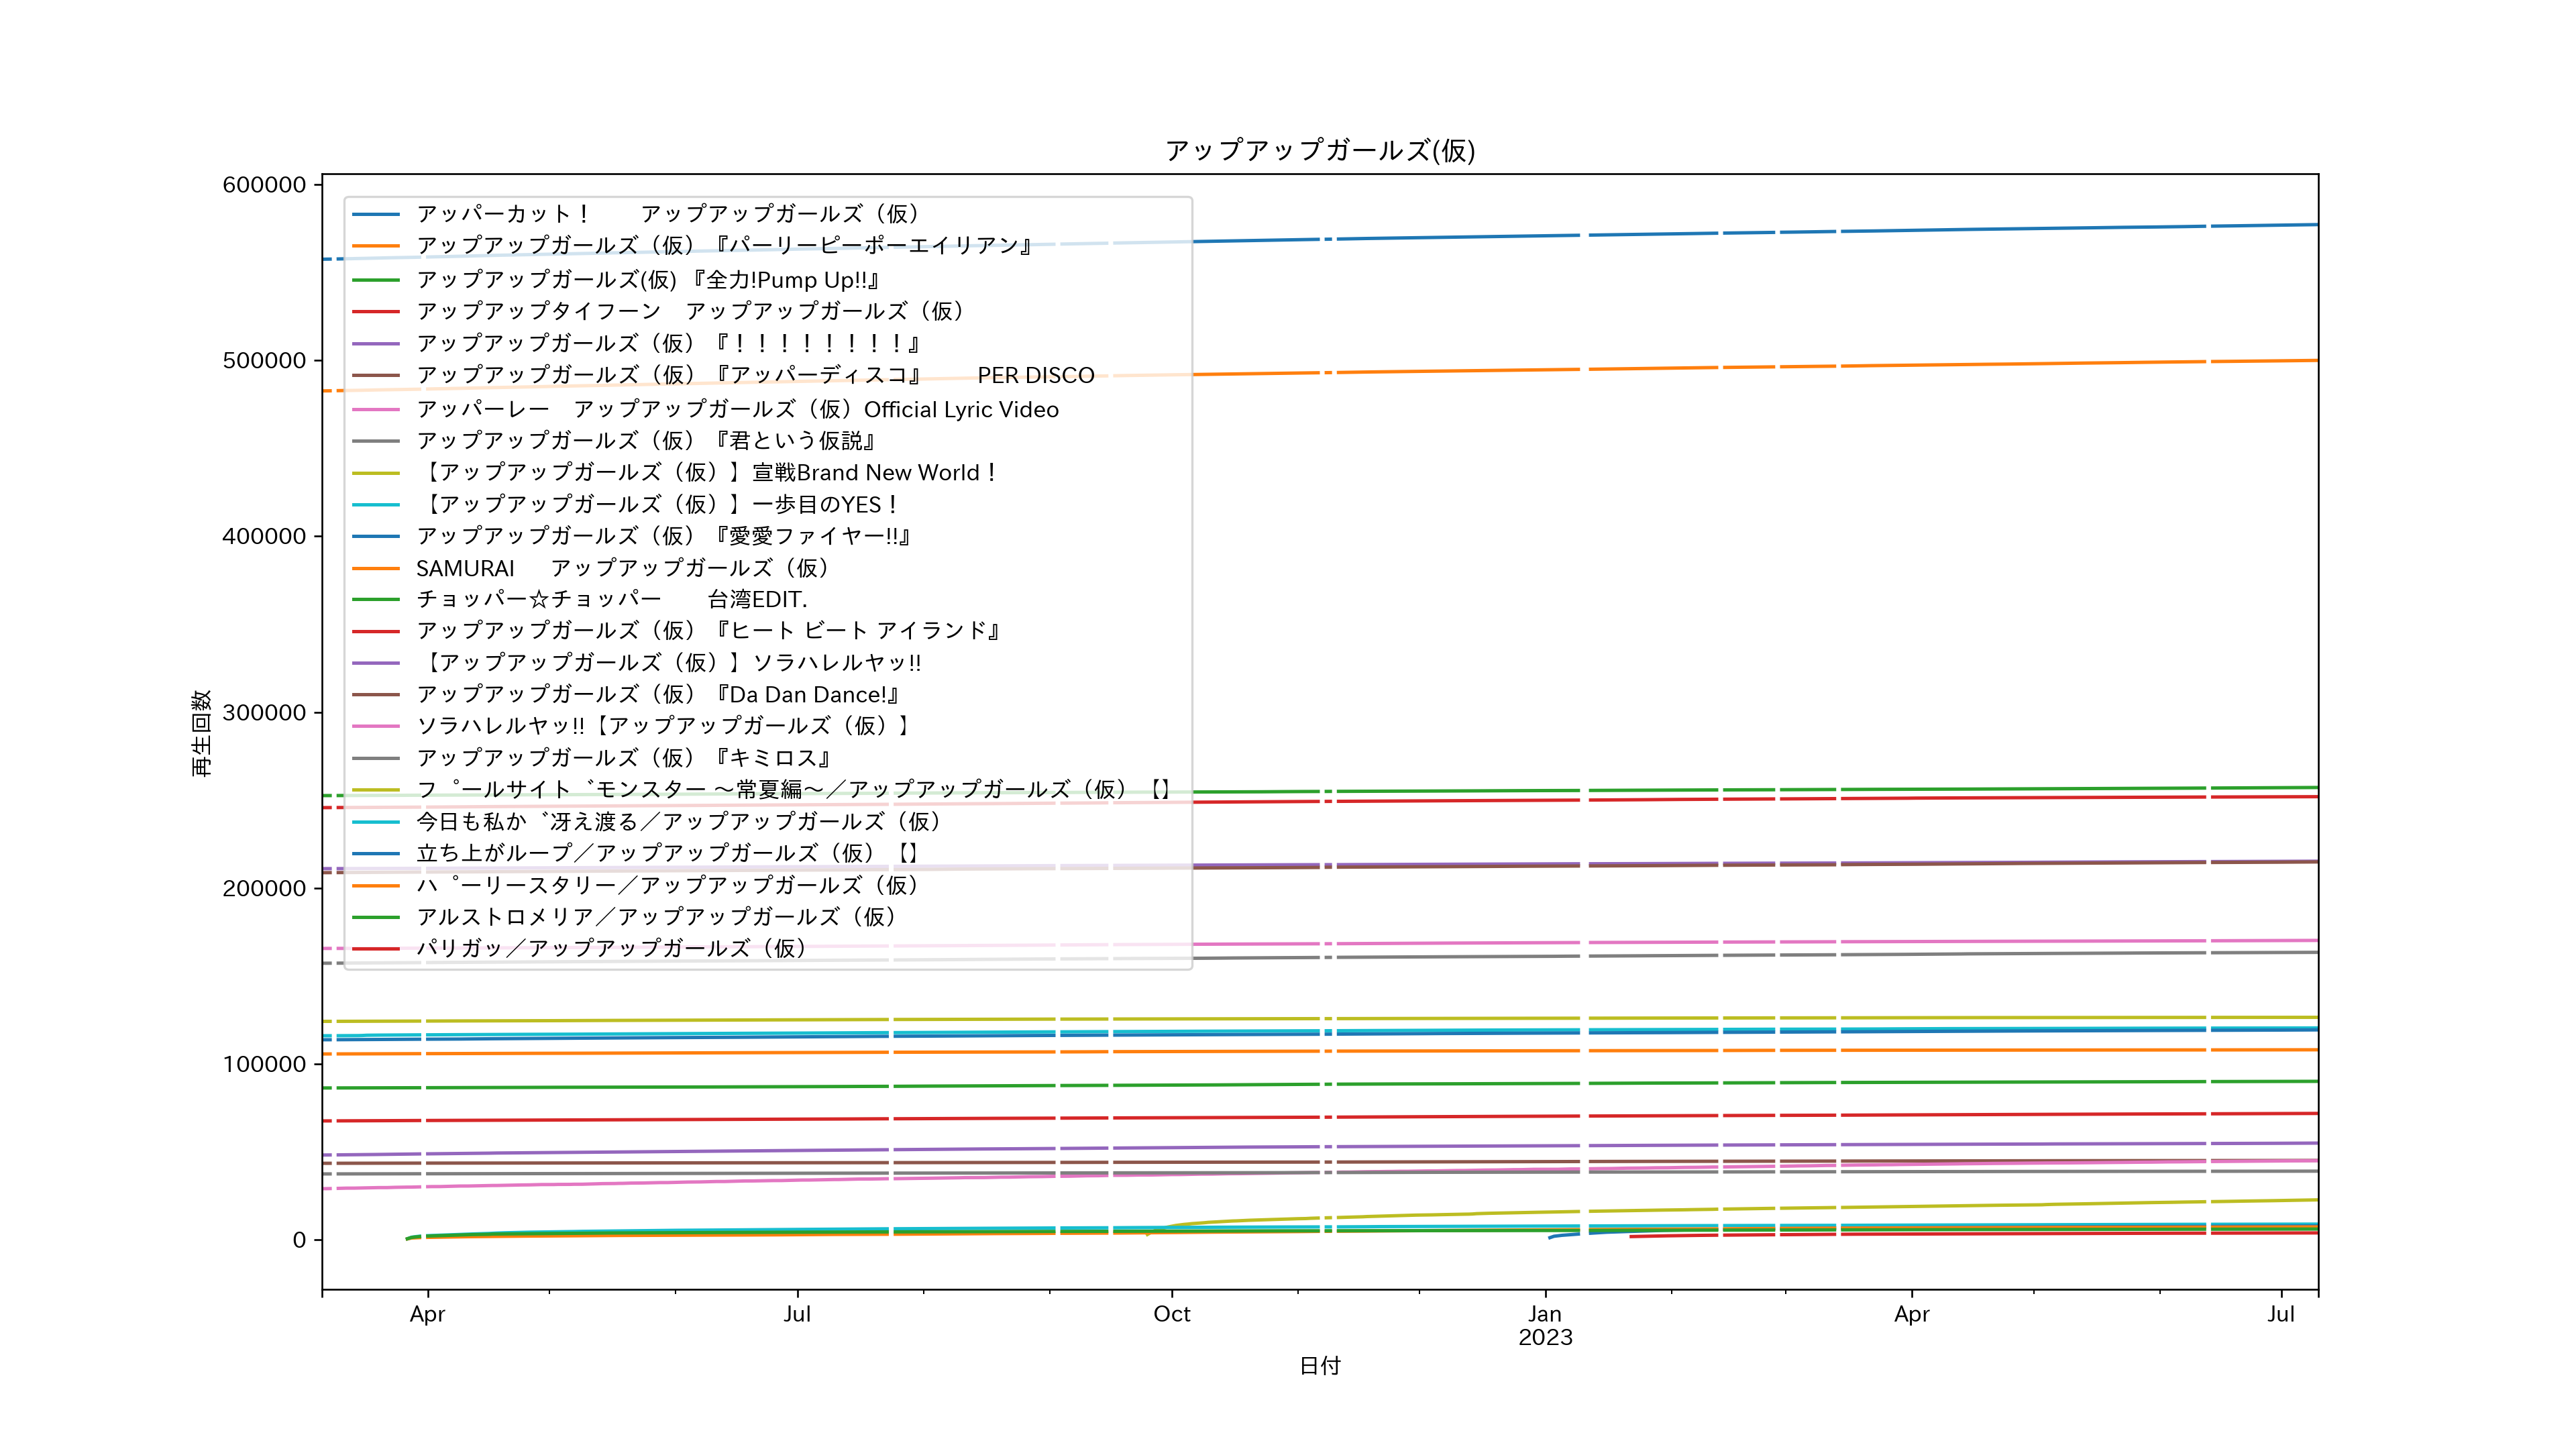 アップアップガールズ(仮)
600000
500000
400000
300000
200000
100000
0
再生回数
アッパーカット！　　アップアップガールズ（仮）
アップアップガールズ（仮）『パーリーピーポーエイリアン』
アップアップガールズ(仮) 『全力!Pump Up!!』
アップアップタイフーン　アップアップガールズ（仮）
アップアップガールズ（仮）『！！！！！！！！』
アップアップガールズ（仮）『アッパーディスコ』　　PER DISCO
アッパーレー　アップアップガールズ（仮）Official Lyric Video
アップアップガールズ（仮）『君という仮説』
【アップアップガールズ（仮）】宣戦Brand New World！
【アップアップガールズ（仮）】一歩目のYES！
アップアップガールズ（仮）『愛愛ファイヤー!!』
SAMURAI　 アップアップガールズ（仮）
チョッパー☆チョッパー　　台湾EDIT.
アップアップガールズ（仮）『ヒート ビート アイランド』
【アップアップガールズ（仮）】ソラハレルヤッ!!
アップアップガールズ（仮）『Da Dan Dance!』
ソラハレルヤッ!!【アップアップガールズ（仮）】
アップアップガールズ（仮）『キミロス』
フ゜ールサイト゛モンスター ～常夏編～／アップアップガールズ（仮）【】
今日も私か゛冴え渡る／アップアップガールズ（仮）
立ち上がループ／アップアップガールズ（仮）【】
ハ゜ーリースタリー／アップアップガールズ（仮）
アルストロメリア／アップアップガールズ（仮）
パリガッ／アップアップガールズ（仮）
Apr
Jul
Oct
Jan
2023
Apr
Jul
日付